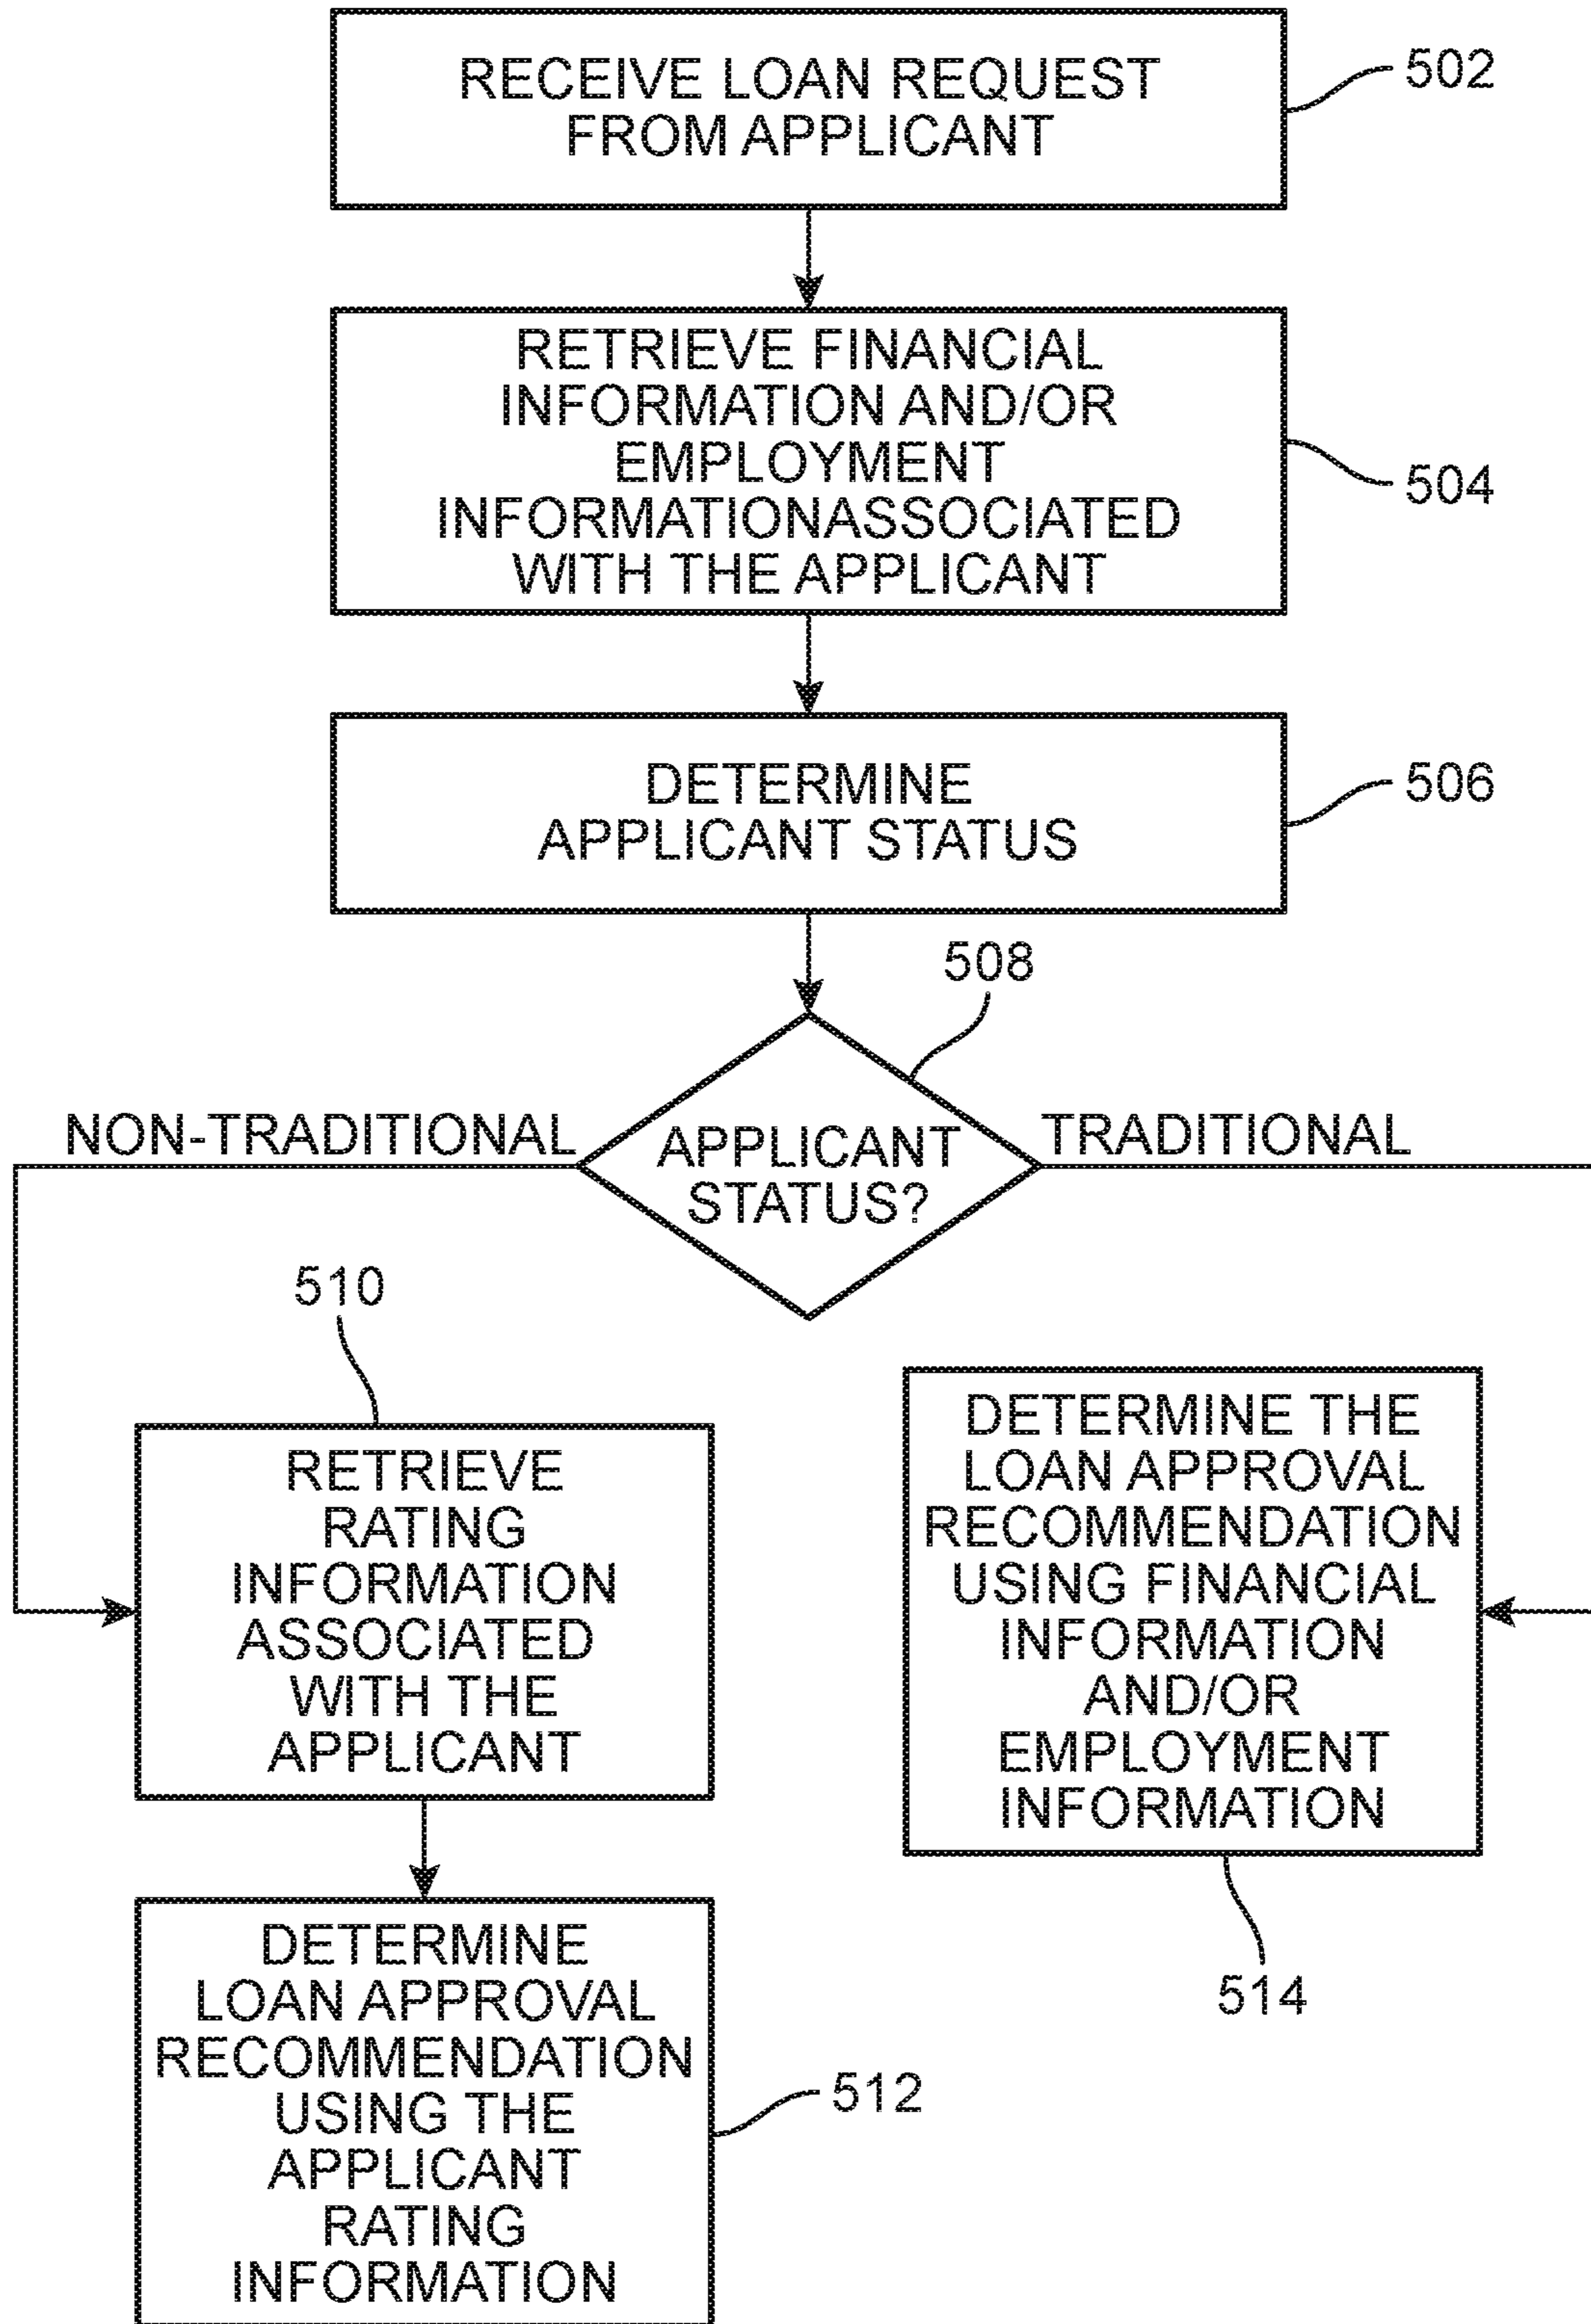 RECEIVE LOAN REQUEST
FROM APPLICANT
502
RETRIEVE FINANCIAL
INFORMATION AND/OR
EMPLOYMENT
INFORMATIONASSOCIATED
WITH THE APPLICANT
504
DETERMINE
APPLICANT STATUS
506
508
NON-TRADITIONAL
APPLICANT
STATUS?
TRADITIONAL
510
RETRIEVE
RATING
INFORMATION
ASSOCIATED
WITH THE
APPLICANT
DETERMINE THE
LOAN APPROVAL
RECOMMENDATION
USING FINANCIAL
INFORMATION
AND/OR
EMPLOYMENT
INFORMATION
514
DETERMINE
LOAN APPROVAL
RECOMMENDATION
USING THE
APPLICANT
RATING
INFORMATION
512